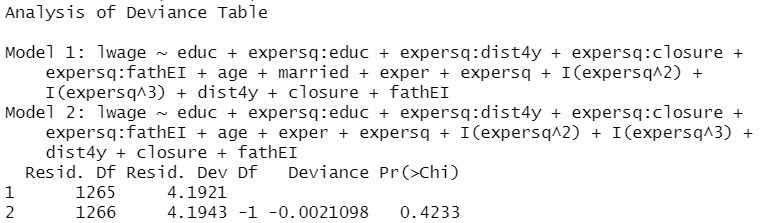 Analysis of Deviance Table
Model 1: lwage ~ educ + expersq:educ + expersq:dist4y + expersq:closure +
expersq:fathEI + age + married + exper + expersq + I(expersq^2) +
I(expersq^3) + dist4y + closure + fathEI
Model 2: lwage ~ educ + expersq:educ + expersq:dist4y + expersq:closure +
expersq:fathEI + age + exper + expersq + I(expersq^2) + I(expersq^3) +
dist4y + closure + fathEI
Resid. Df Resid. Dev Df Deviance Pr(>Chi)
1 1265 4.1921
2 1266 4.1943 -1 -0.0021098 0.4233